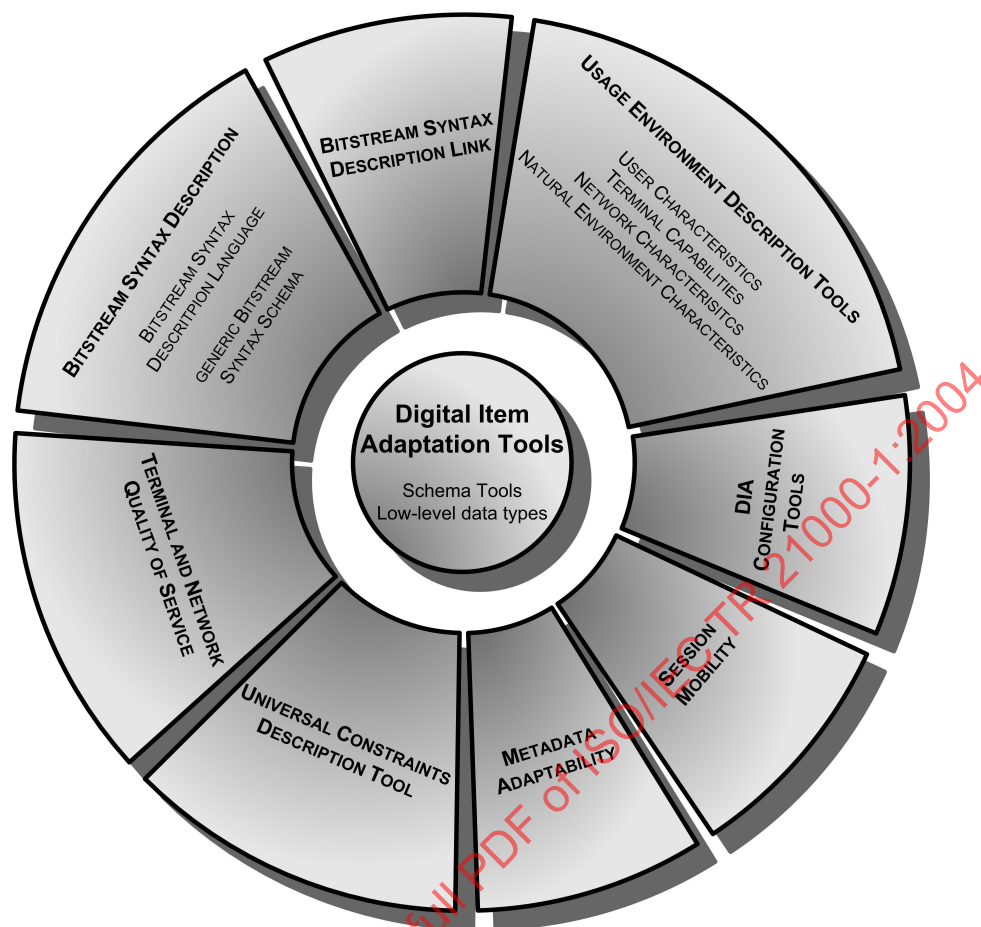 BITSTREAM SYNTAX
DESCRIPTION LINK
USAGE ENVIRONMENT DESCRIPTION TOOLS
USER CHARACTERISTICS
TERMINAL CAPABILITIES
NETWORK CHARACTERISITCS
NATURAL ENVIRONMENT CHARACTERISTICS
DIA
CONFIGURATION
TOOLS
SESSION
MOBILITY
METADATA
ADAPTABILITY
UNIVERSAL CONSTRAINTS
DESCRIPTION TOOL
TERMINAL AND NETWORK
QUALITY OF SERVICE
BITSTREAM SYNTAX DESCRIPTION
BITSTREAM SYNTAX
DESCRITPION LANGUAGE
GENERIC BITSTREAM
SYNTAX SCHEMA
Digital Item
Adaptation Tools
Schema Tools
Low-level data types
full PDF of ISO/IEC TR 21000-1:2004